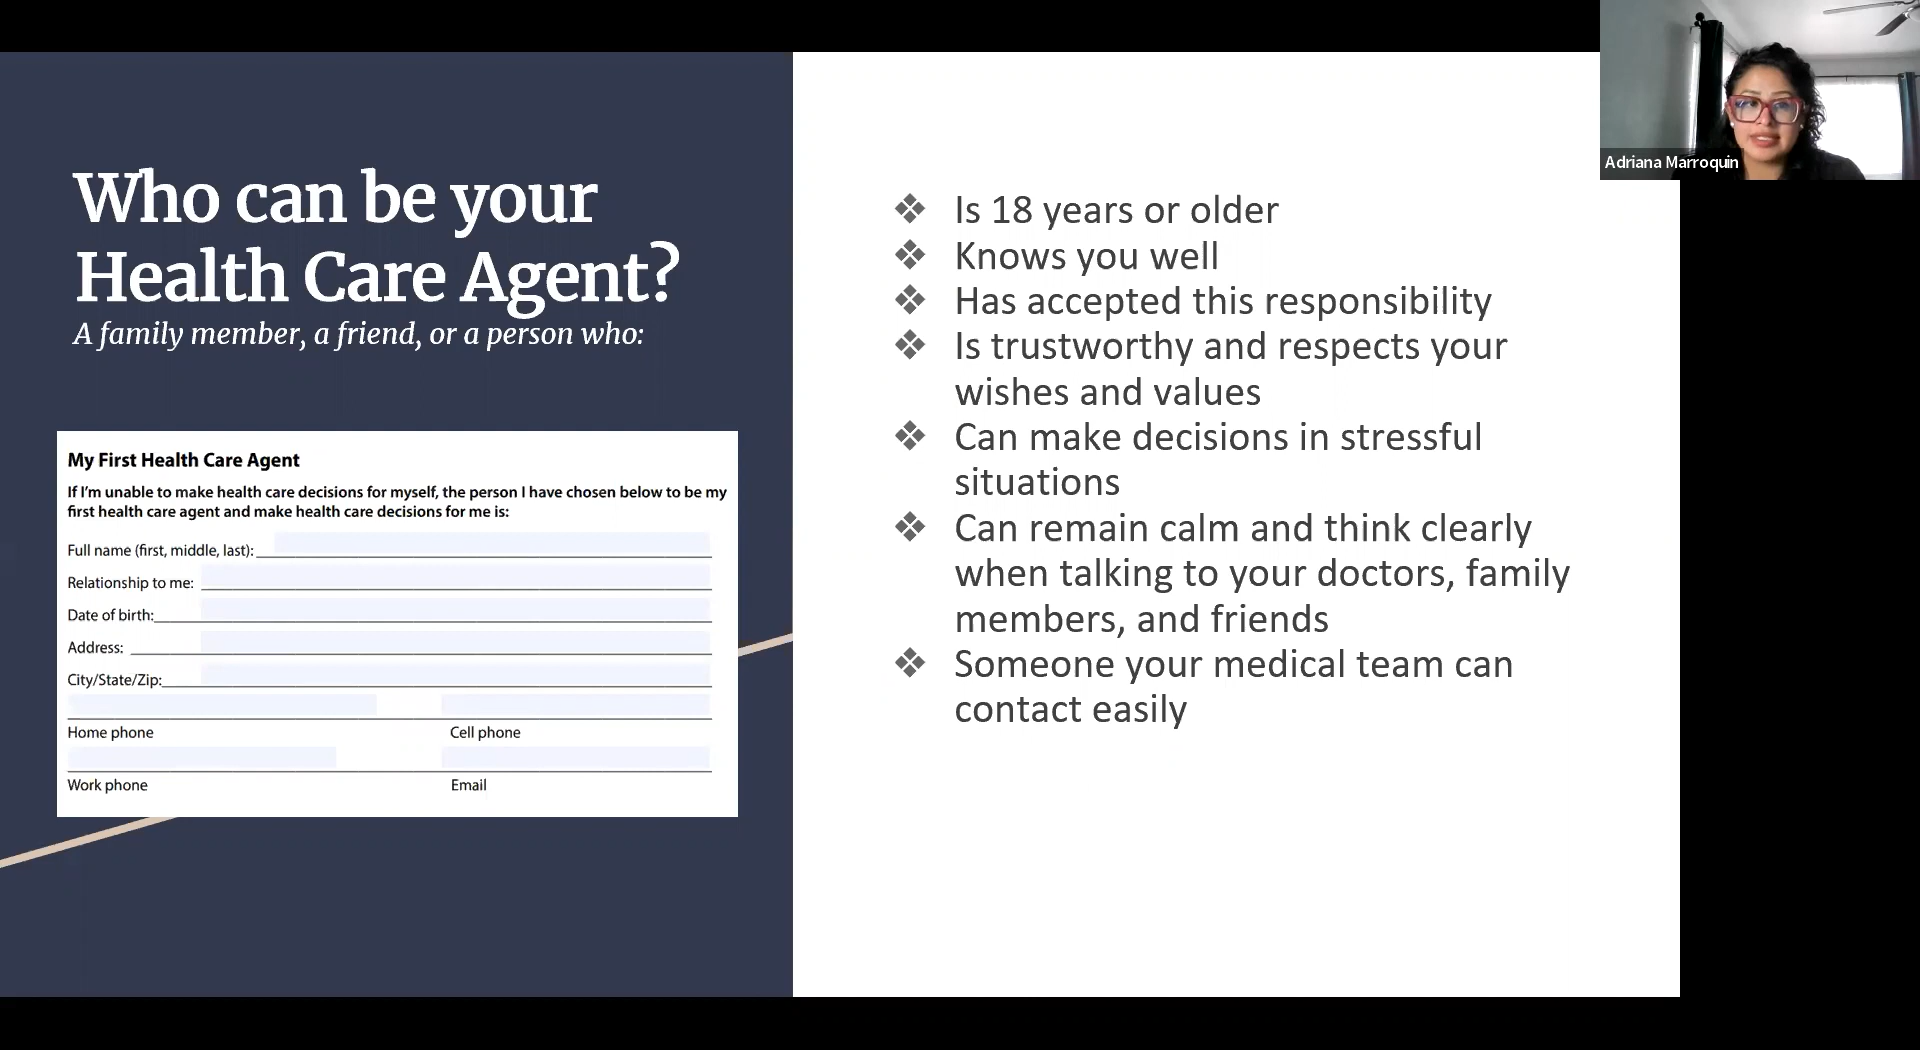 Who can be your
Health Care Agent?
A family member, a friend, or a person who:
My First Health Care Agent
If I'm unable to make health care decisions for myself, the person I have chosen below to be my
first health care agent and make health care decisions for me is:
Full name (first, middle, last):
Relationship to me:
Date of birth:
Address:
City/State/Zip:
Home phone Cell phone
Work phone Email
❖ Is 18 years or older
❖ Knows you well
❖ Has accepted this responsibility
❖ Is trustworthy and respects your
wishes and values
❖ Can make decisions in stressful
situations
❖ Can remain calm and think clearly
when talking to your doctors, family
members, and friends
❖ Someone your medical team can
contact easily
Adriana Marroquin